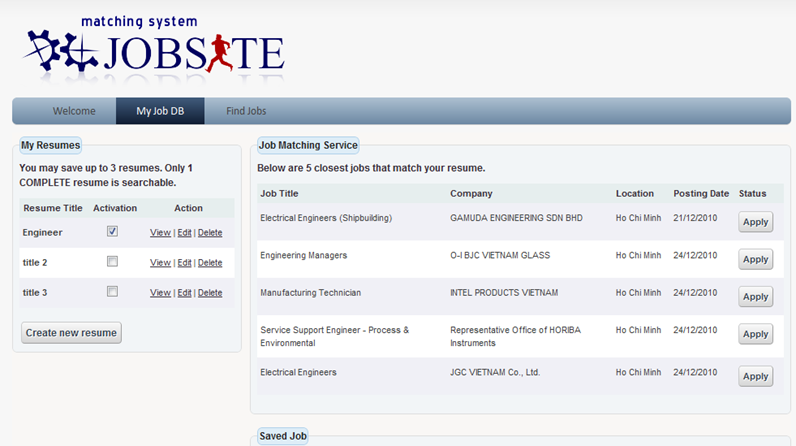 matching system
JOBSITE
Welcome My Job DB Find Jobs
My Resumes
You may save up to 3 resumes. Only 1
COMPLETE resume is searchable.
Resume Title Activation Action
Engineer View | Edit | Delete
title 2 View | Edit | Delete
title 3 View | Edit | Delete
Create new resume
Job Matching Service
Below are 5 closest jobs that match your resume.
Job Title Company Location Posting Date Status
Electrical Engineers (Shipbuilding) GAMUDA ENGINEERING SDN BHD Ho Chi Minh 21/12/2010 Apply
Engineering Managers O-I BJC VIETNAM GLASS Ho Chi Minh 24/12/2010 Apply
Manufacturing Technician INTEL PRODUCTS VIETNAM Ho Chi Minh 24/12/2010 Apply
Service Support Engineer - Process & Representative Office of HORIBA Ho Chi Minh 24/12/2010 Apply
Environmental Instruments
Electrical Engineers JGC VIETNAM Co., Ltd. Ho Chi Minh 24/12/2010 Apply
Saved Job